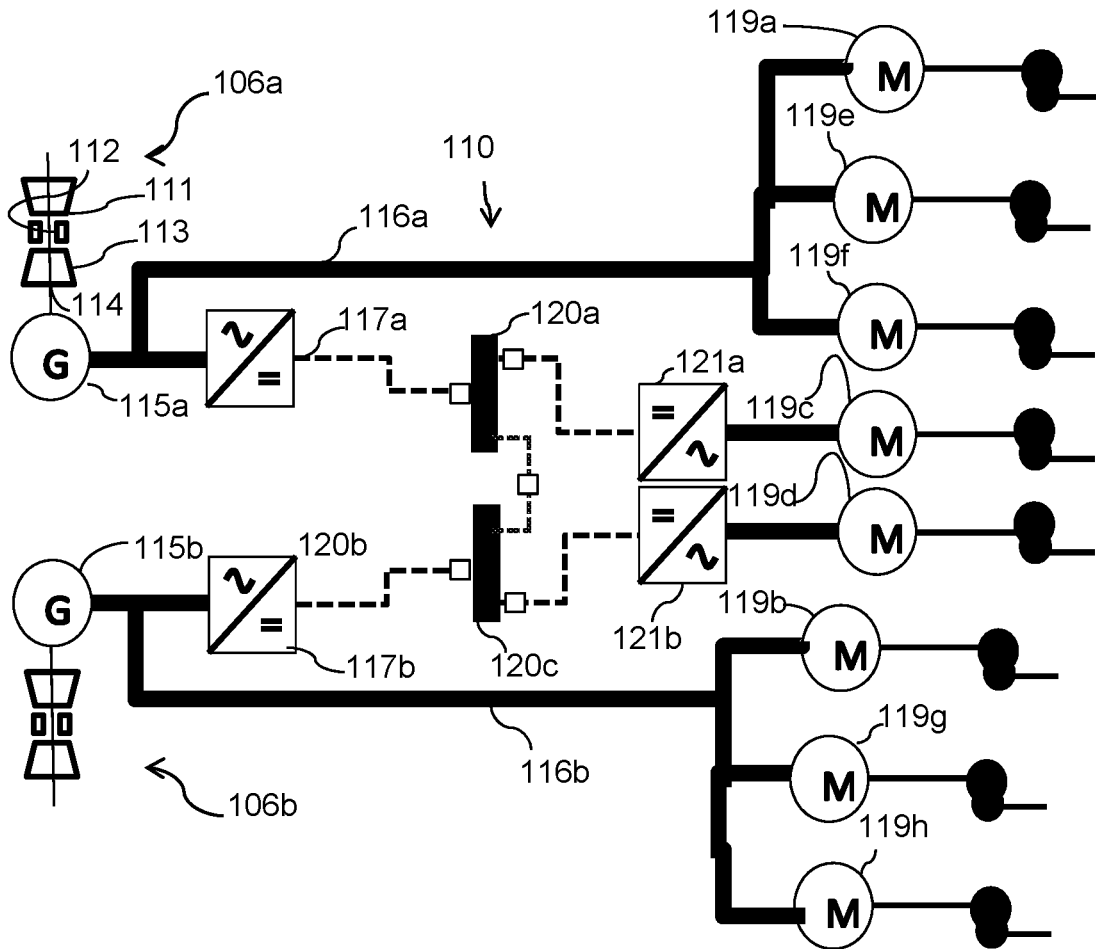 119a
106a
M
112
110
119e
111
116a
M
113
119f
114
117a
120a
M
G
~
=
121a
115a
119c
=
~
M
119d
115b
120b
=
~
M
~
=
G
119b
121b
117b
120c
M
119g
116b
M
106b
119h
M